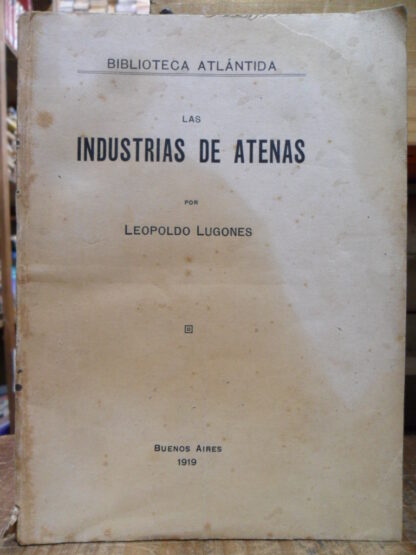 BIBLIOTECA ATLÁNTIDA
LAS
INDUSTRIAS DE ATENAS
POR
LEOPOLDO LUGONES
BUENOS AIRES
1919